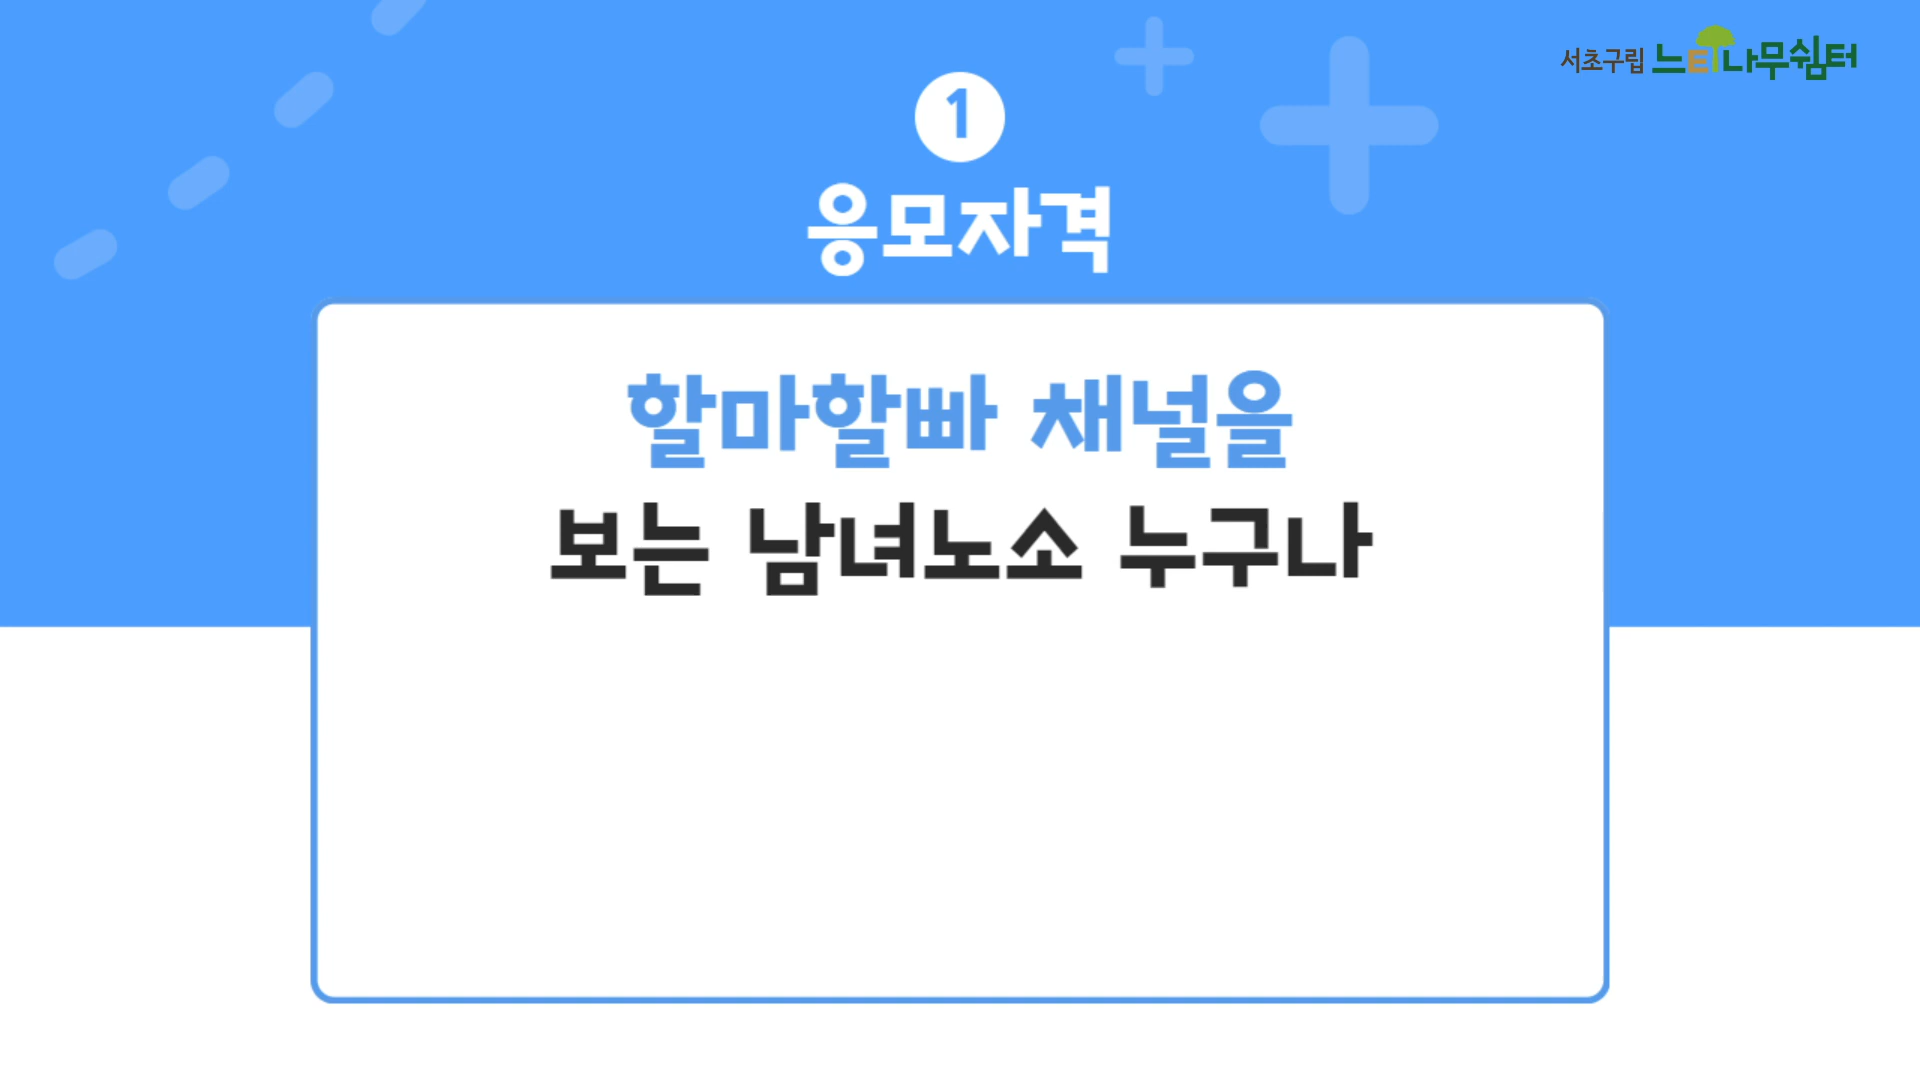 서초구립 느티나무쉼터
1
응모자격
할마할빠 채널을
보는 남녀노소 누구나